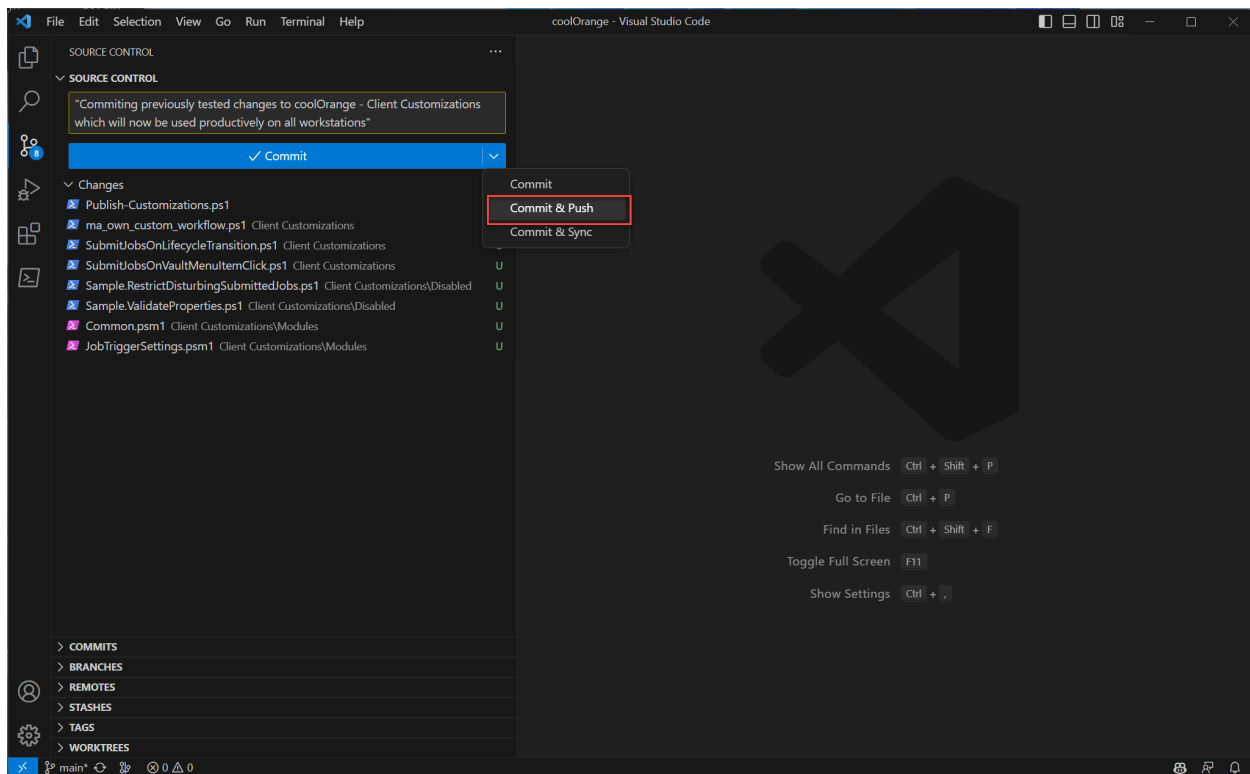 File Edit Selection View Go Run Terminal Help coolOrange - Visual Studio Code
SOURCE CONTROL ...
SOURCE CONTROL
"Commiting previously tested changes to coolOrange - Client Customizations
which will now be used productively on all workstations"
8
Commit
Commit
Commit & Push
Commit & Sync
Changes
Publish-Customizations.ps1
ma_own_custom_workflow.ps1 Client Customizations
SubmitJobsOnLifecycleTransition.ps1 Client Customizations
SubmitJobsOnVaultMenuItemClick.ps1 Client Customizations U
Sample.RestrictDisturbingSubmittedJobs.ps1 Client Customizations\Disabled U
Sample.ValidateProperties.ps1 Client Customizations\Disabled U
Common.psm1 Client Customizations\Modules U
JobTriggerSettings.psm1 Client Customizations\Modules U
Show All Commands Ctrl + Shift + P
Go to File Ctrl + P
Find in Files Ctrl + Shift + F
Toggle Full Screen F11
Show Settings Ctrl + ,
COMMITS
BRANCHES
REMOTES
STASHES
TAGS
WORKTREES
main* 0 0